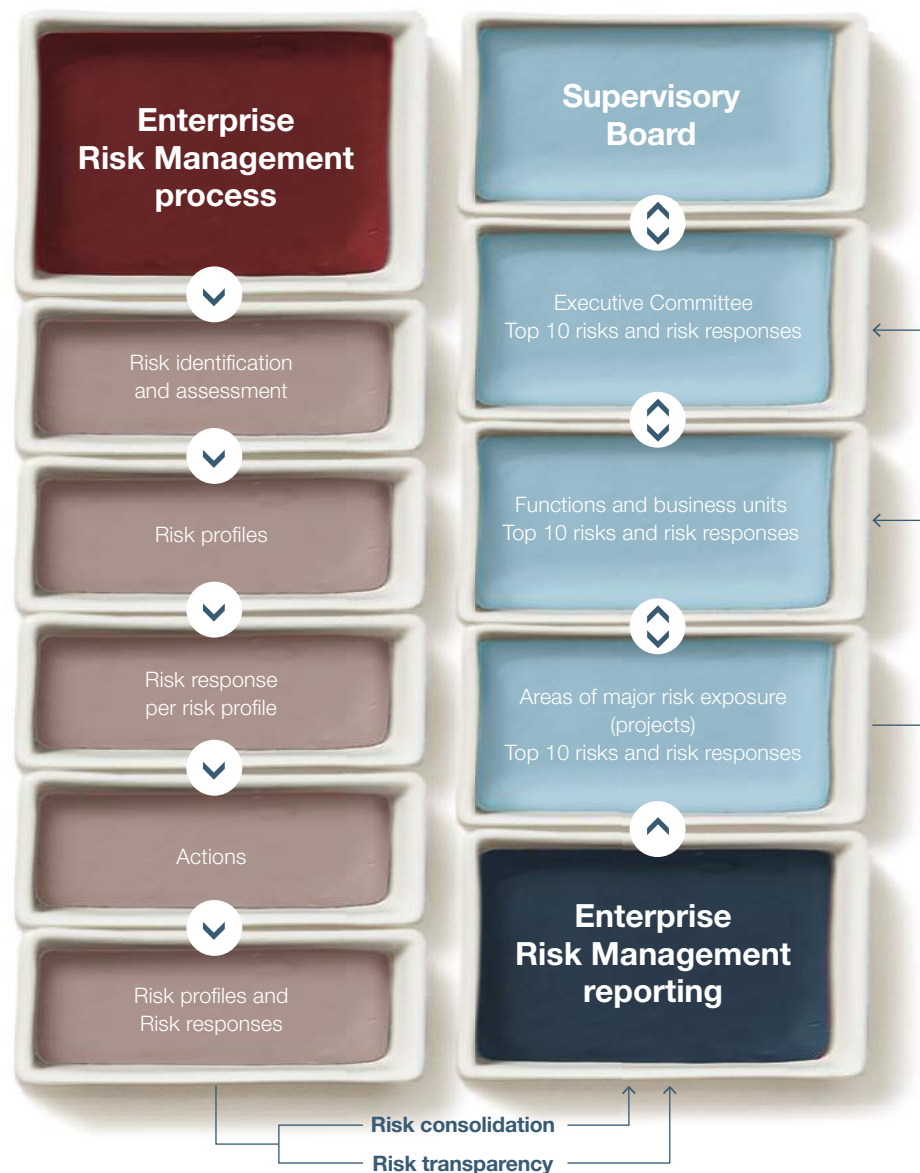 Enterprise
Risk Management
process
Risk identification
and assessment
Risk profiles
Risk response
per risk profile
Actions
Risk profiles and
Risk responses
Supervisory
Board
Executive Committee
Top 10 risks and risk responses
Functions and business units
Top 10 risks and risk responses
Areas of major risk exposure
(projects)
Top 10 risks and risk responses
Enterprise
Risk Management
reporting
Risk consolidation
Risk transparency